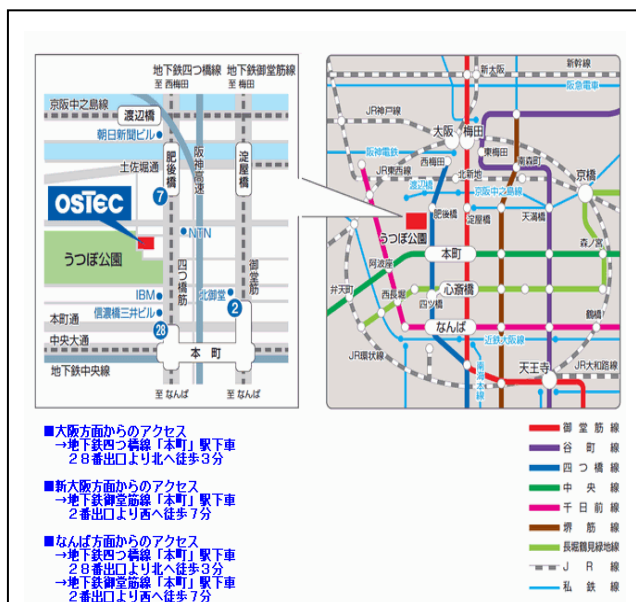 地下鉄四つ橋線 地下鉄御堂筋線
至 西梅田 至 梅田
京阪中之島線
渡辺橋
朝日新聞ビル
肥後橋
阪神高速
淀屋橋
土佐堀通
OSTEC
7
NTN
うつぼ公園
四つ橋筋
御堂筋
IBM
北御堂
2
信濃橋三井ビル
本町通
28
中央大通
本町
地下鉄中央線
至 なんば 至 なんば
新大阪
新幹線
阪急電車
JR神戸線
大阪 梅田
阪神電鉄
西梅田
東梅田
南森町
JR東西線
北新地
京橋
渡辺橋
京阪中之島線
肥後橋
淀屋橋
天満橋
うつぼ公園
森ノ宮
本町
阿波座
弁天町
西長堀
心斎橋
四ツ橋
なんば
鶴橋
近鉄大阪線
JR環状線
南海本線
天王寺
JR大和路線
■大阪方面からのアクセス
→地下鉄四つ橋線「本町」駅下車
28番出口より北へ徒歩3分
■新大阪方面からのアクセス
→地下鉄御堂筋線「本町」駅下車
2番出口より西へ徒歩7分
■なんば方面からのアクセス
→地下鉄四つ橋線「本町」駅下車
28番出口より北へ徒歩3分
→地下鉄御堂筋線「本町」駅下車
2番出口より西へ徒歩7分
御堂筋線
谷町線
四つ橋線
中央線
千日前線
堺筋線
長堀鶴見緑地線
JR線
私鉄線